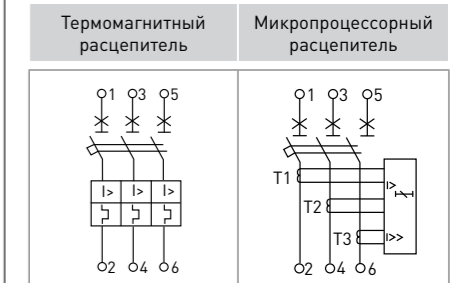 Термомагнитный
расцепитель
Микропроцессорный
расцепитель
1 3 5
I> I> I>
2 4 6
1 3 5
T1
I>
T2
T3 I>>
2 4 6